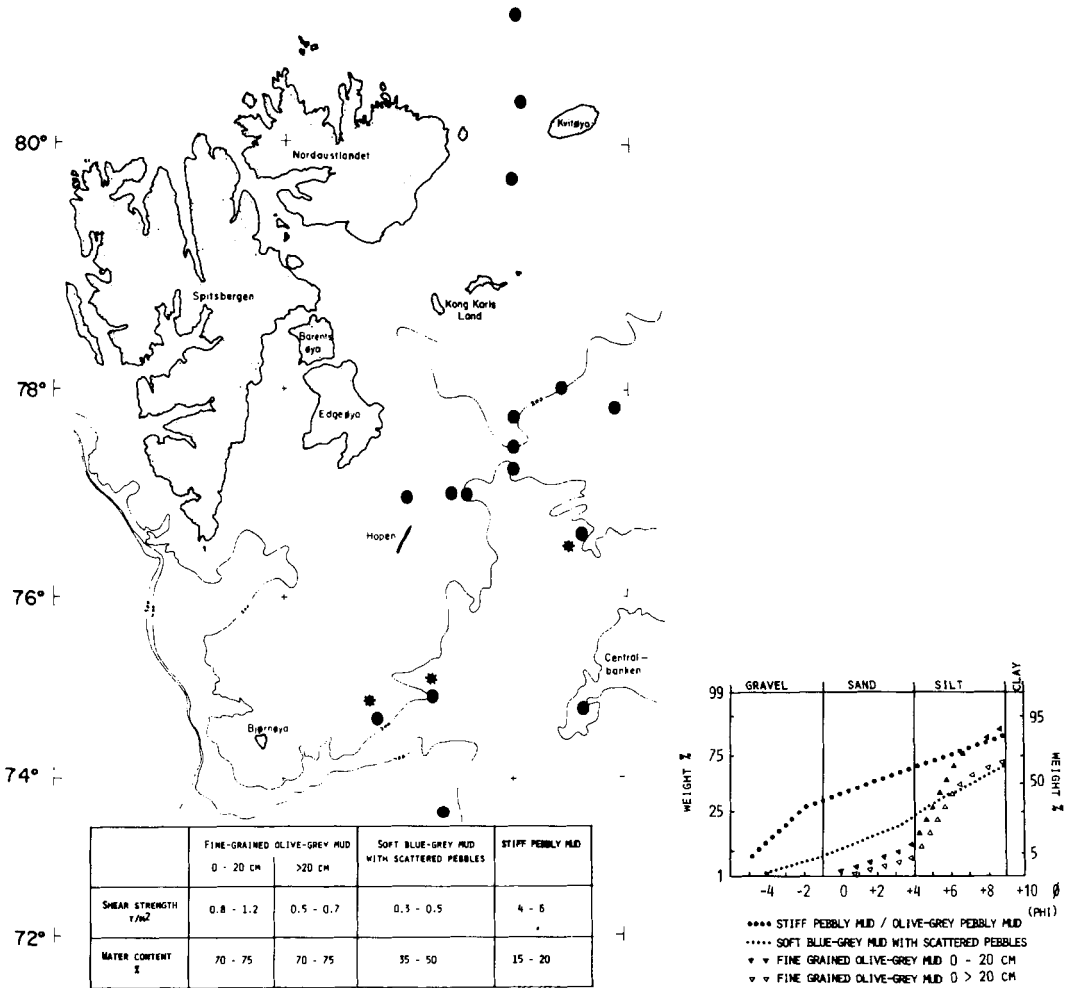 Kvitøya
80°
Nordaustlandet
Spitsbergen
Kong Karls
Land
Barents
øya
78°
Edgeøya
Hopen
76°
Central-
banken
Bjørnøya
74°
72°
FINE-GRAINED OLIVE-GREY MUD
0 - 20 CM >20 CM
SOFT BLUE-GREY MUD
WITH SCATTERED PEBBLES
STIFF PEBBLY MUD
SHEAR STRENGTH
T/M2
0.8 - 1.2 0.5 - 0.7 0.3 - 0.5 4 - 6
WATER CONTENT
%
70 - 75 70 - 75 35 - 50 15 - 20
GRAVEL SAND SILT CLAY
99
75
25
1
WEIGHT %
95
50
5
WEIGHT %
-4 -2 0 +2 +4 +6 +8 +10 Ø
(PHI)
STIFF PEBBLY MUD / OLIVE-GREY PEBBLY MUD
SOFT BLUE-GREY MUD WITH SCATTERED PEBBLES
FINE GRAINED OLIVE-GREY MUD 0 - 20 CM
FINE GRAINED OLIVE-GREY MUD 0 > 20 CM